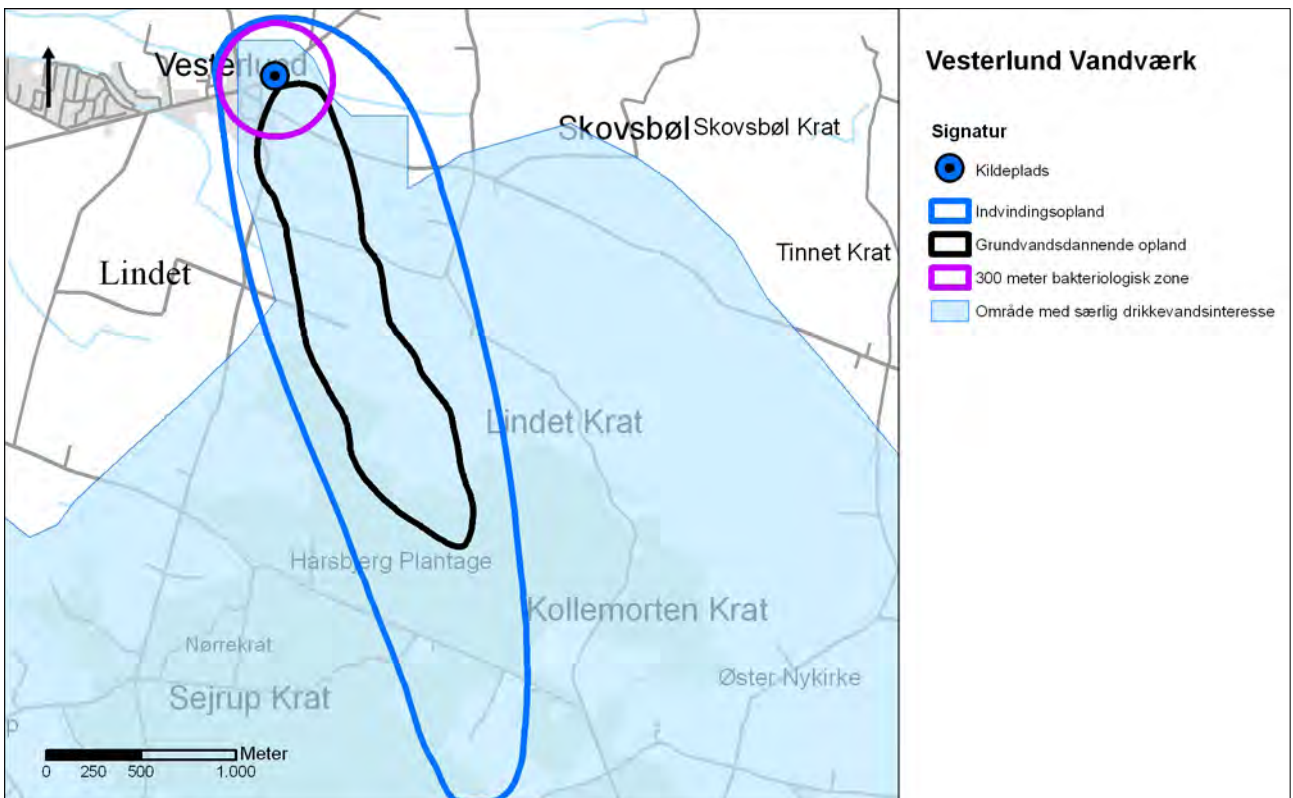 Vesterlund
Skovsbøl
Skovsbøl Krat
Tinnet Krat
Lindet
Lindet Krat
Harsbjerg Plantage
Kollemorten Krat
Nørrekrat
Øster Nykirke
Sejrup Krat
p
Meter
0 250 500 1.000
Vesterlund Vandværk
Signatur
Kildeplads
Indvindingsopland
Grundvandsdannende opland
300 meter bakteriologisk zone
Område med særlig drikkevandsinteresse